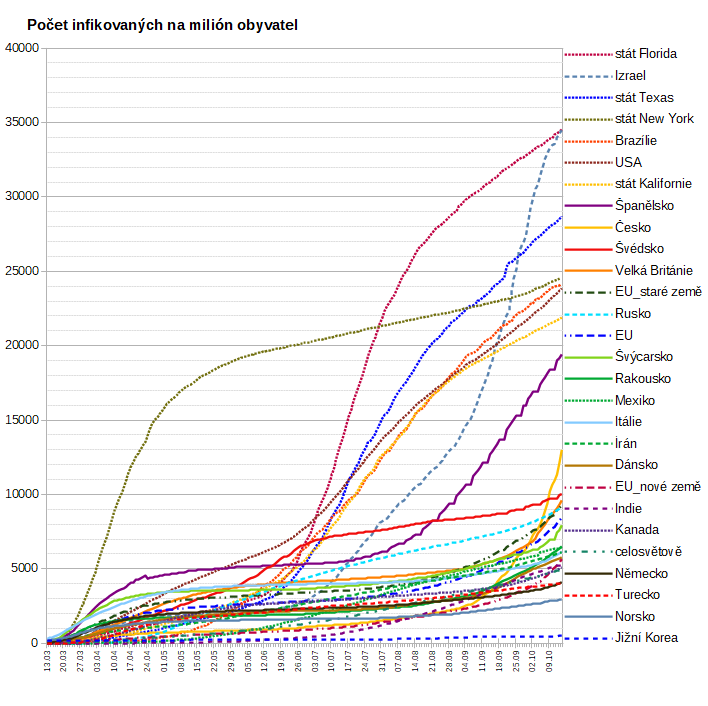 Počet infikovaných na milión obyvatel
40000
35000
30000
25000
20000
15000
10000
5000
0
13.03
20.03
27.03
03.04
10.04
17.04
24.04
01.05
08.05
15.05
22.05
29.05
05.06
12.06
19.06
26.06
03.07
10.07
17.07
24.07
31.07
07.08
14.08
21.08
28.08
04.09
11.09
18.09
25.09
02.10
09.10
stát Florida
Izrael
stát Texas
stát New York
Brazílie
USA
stát Kalifornie
Španělsko
Česko
Švédsko
Velká Británie
EU_staré země
Rusko
EU
Švýcarsko
Rakousko
Mexiko
Itálie
Írán
Dánsko
EU_nové země
Indie
Kanada
celosvětově
Německo
Turecko
Norsko
Jižní Korea